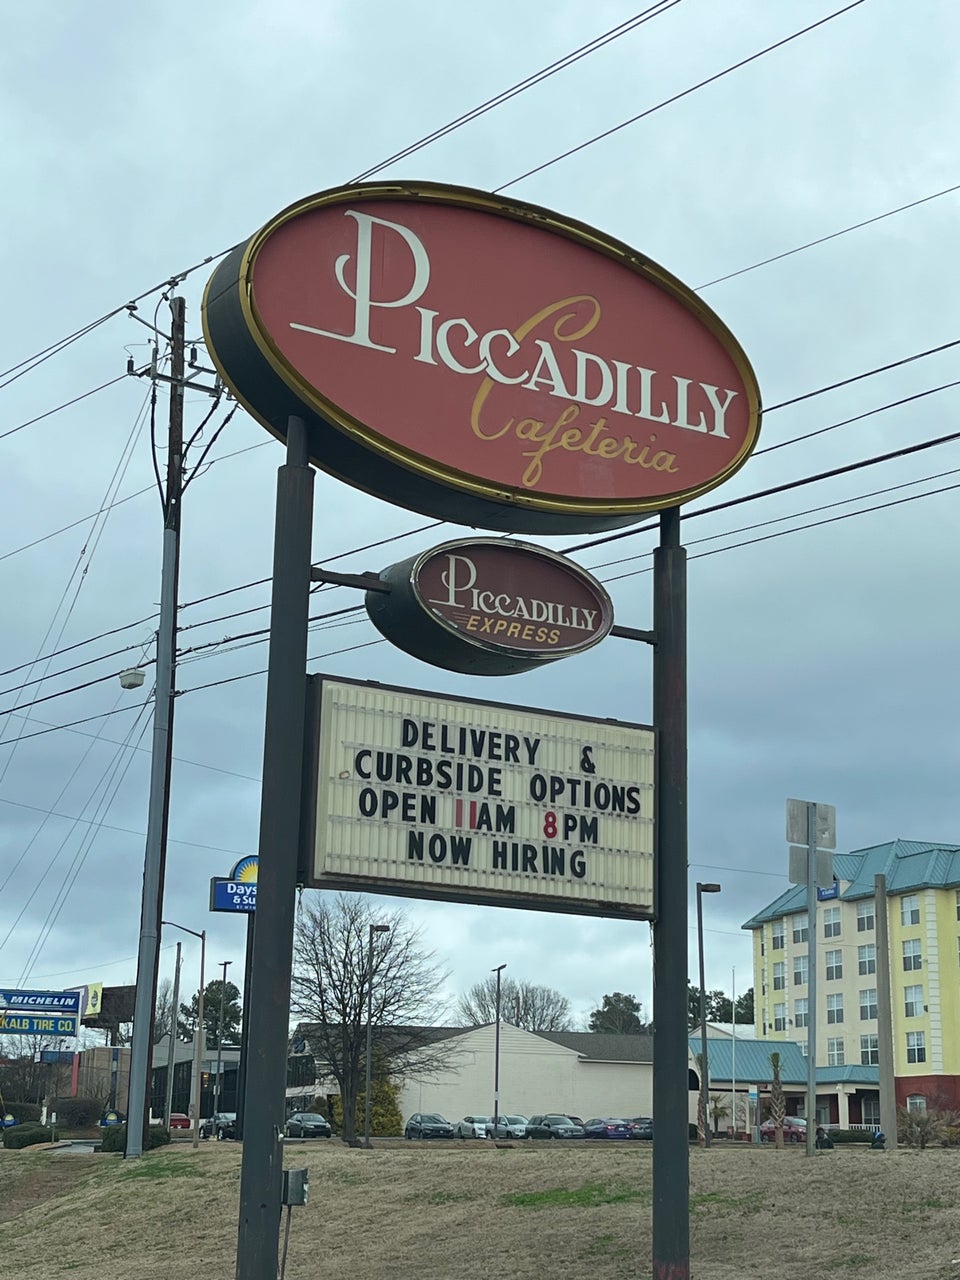 PICCADILLY
Cafeteria
PICCADILLY
EXPRESS
DELIVERY &
CURBSIDE OPTIONS
OPEN 11AM 8PM
NOW HIRING
Days
& Su
MICHELIN
KALB TIRE CO.